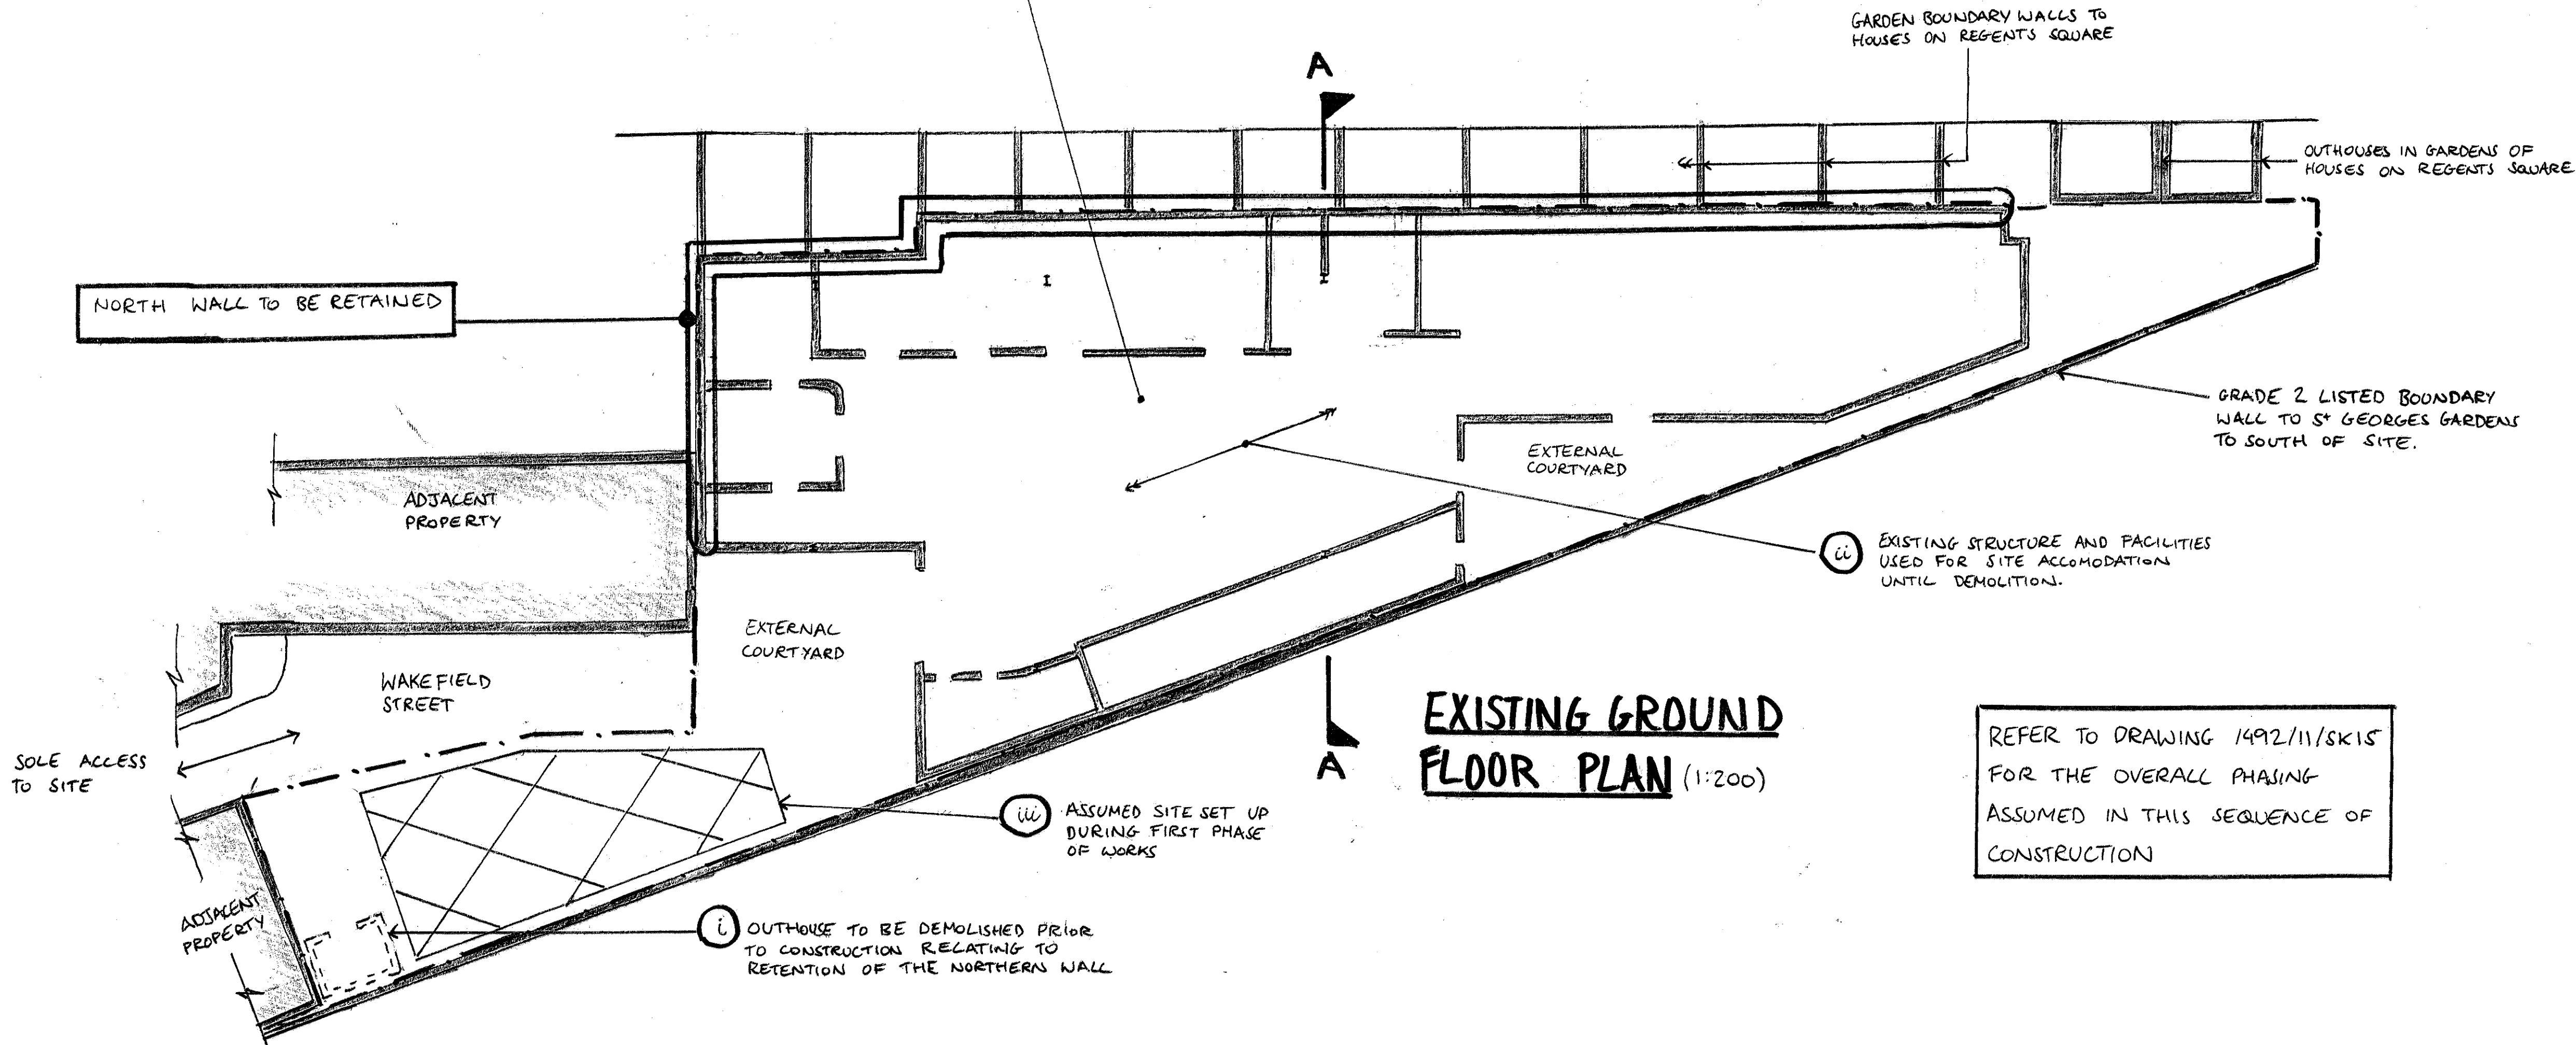 GARDEN BOUNDARY WALLS TO
HOUSES ON REGENTS SQUARE
A
OUTHOUSES IN GARDENS OF
HOUSES ON REGENTS SQUARE
NORTH WALL TO BE RETAINED
GRADE 2 LISTED BOUNDARY
WALL TO St GEORGES GARDENS
TO SOUTH OF SITE.
EXTERNAL
COURTYARD
ADJACENT
PROPERTY
ii
EXISTING STRUCTURE AND FACILITIES
USED FOR SITE ACCOMODATION
UNTIL DEMOLITION.
EXTERNAL
COURTYARD
WAKEFIELD
STREET
SOLE ACCESS
TO SITE
EXISTING GROUND
FLOOR PLAN (1:200)
A
REFER TO DRAWING 1492/11/SK15
FOR THE OVERALL PHASING
ASSUMED IN THIS SEQUENCE OF
CONSTRUCTION
iii
ASSUMED SITE SET UP
DURING FIRST PHASE
OF WORKS
ADJACENT
PROPERTY
i
OUTHOUSE TO BE DEMOLISHED PRIOR
TO CONSTRUCTION RELATING TO
RETENTION OF THE NORTHERN WALL